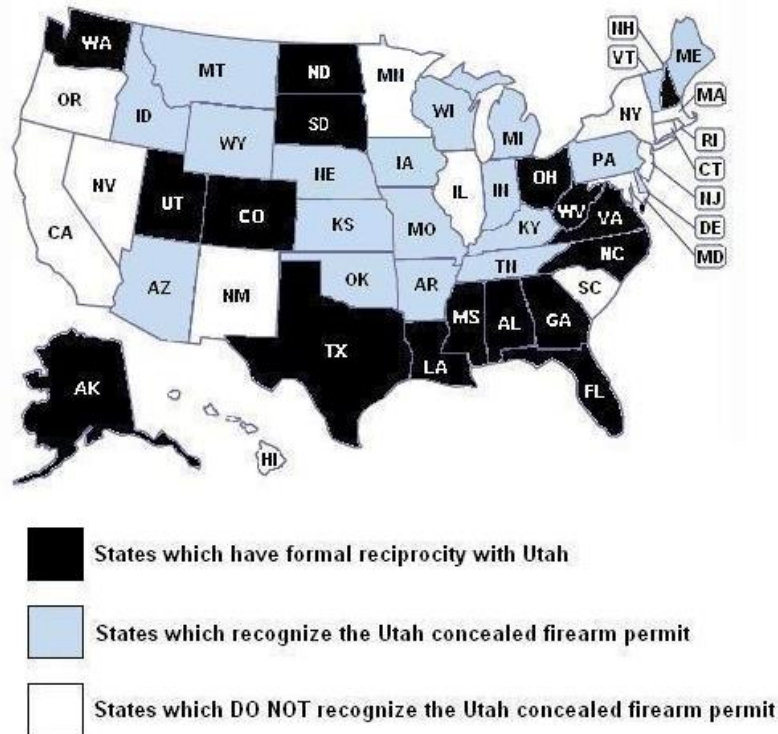 NH
WA
VT
ME
MT
ND
MN
OR
MA
ID
SD
WI
NY
WY
MI
RI
IA
PA
NE
CT
NV
OH
UT
IL
IN
NJ
CO
WV
CA
KS
MO
VA
KY
DE
NC
MD
TN
AZ
OK
AR
SC
NM
MS
AL
GA
TX
LA
AK
FL
HI
States which have formal reciprocity with Utah
States which recognize the Utah concealed firearm permit
States which DO NOT recognize the Utah concealed firearm permit